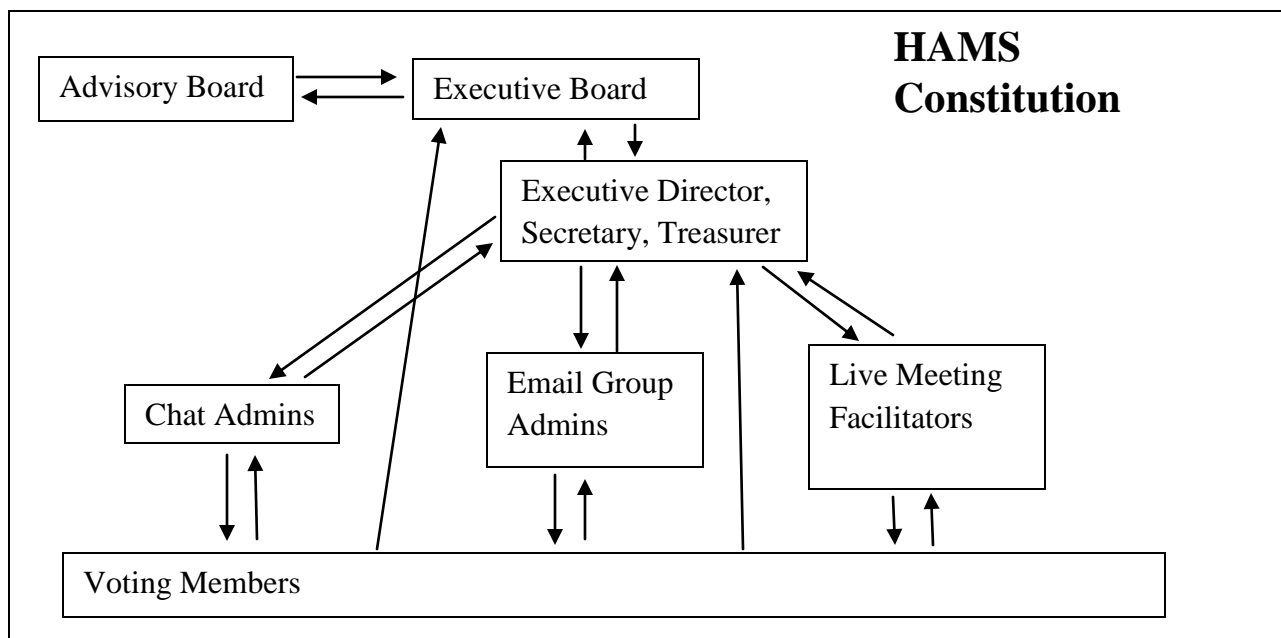 HAMS
Constitution
Advisory Board
Executive Board
Executive Director,
Secretary, Treasurer
Chat Admins
Email Group
Admins
Live Meeting
Facilitators
Voting Members